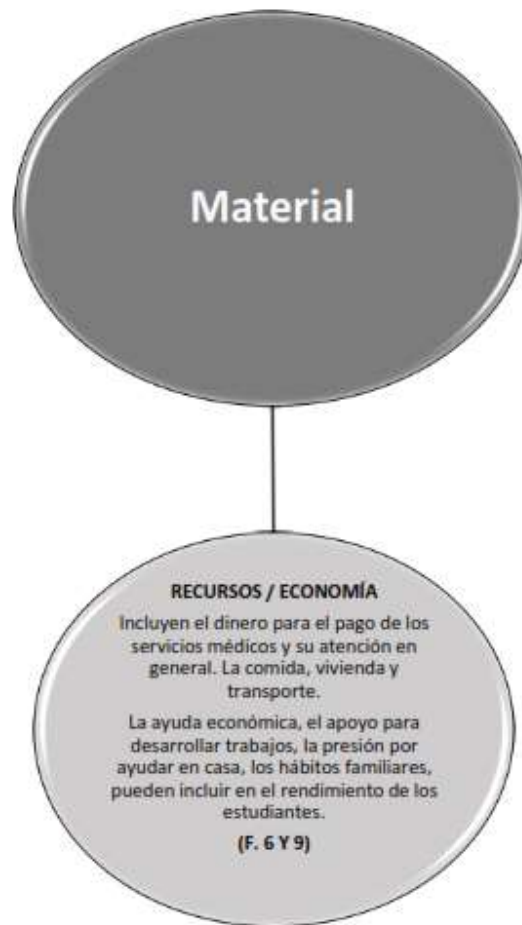 Material
RECURSOS / ECONOMÍA
Incluyen el dinero para el pago de los
servicios médicos y su atención en
general. La comida, vivienda y
transporte.
La ayuda económica, el apoyo para
desarrollar trabajos, la presión por
ayudar en casa, los hábitos familiares,
pueden incluir en el rendimiento de los
estudiantes.
(F. 6 Y 9)